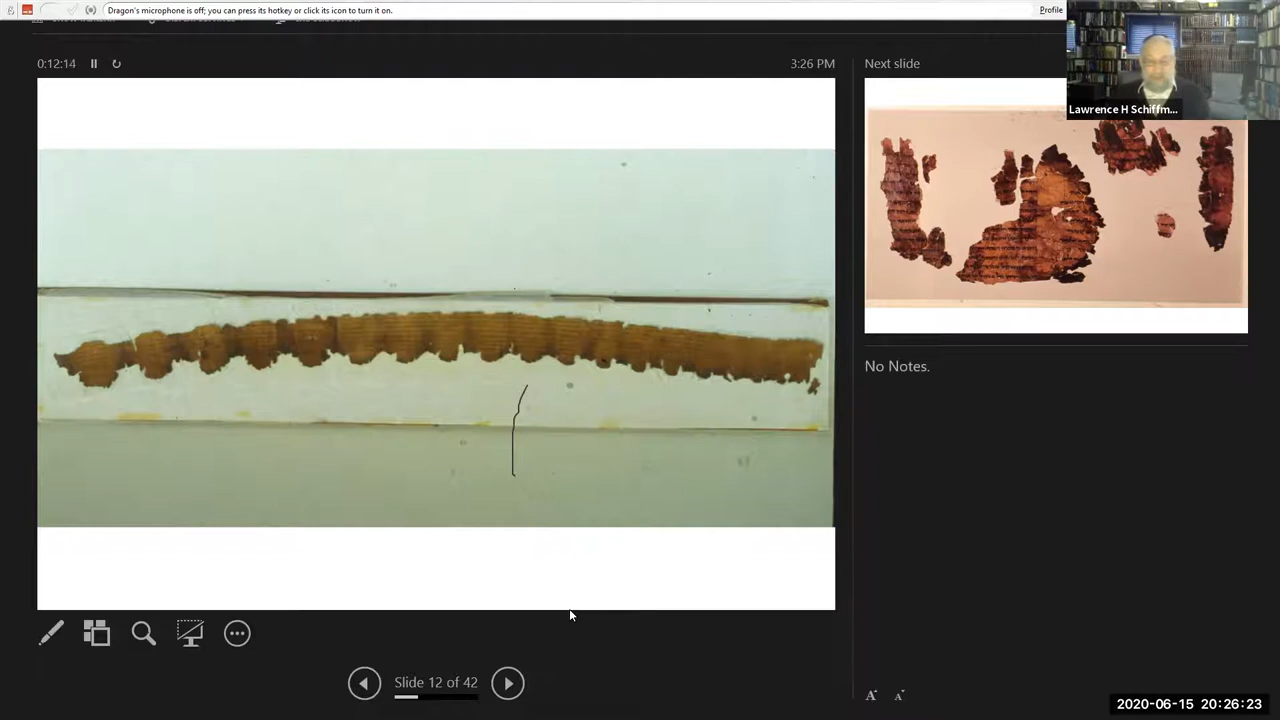 Dragon's microphone is off; you can press its hotkey or click its icon to turn it on.
Profile
0:12:14
3:26 PM
Next slide
Lawrence H Schiffm...
No Notes.
Slide 12 of 42
2020-06-15 20:26:23